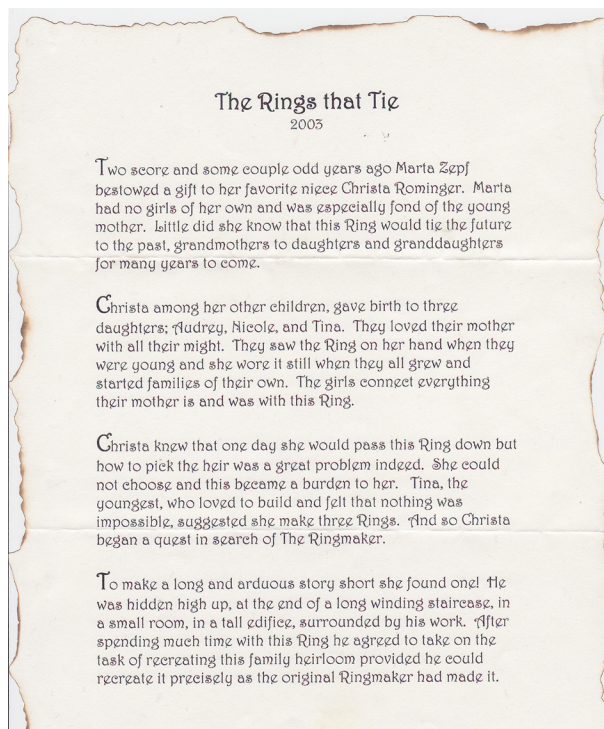 The Rings that Tie
2003
Two score and some couple odd years ago Marta Zepf
bestowed a gift to her favorite niece Christa Rominger. Marta
had no girls of her own and was especially fond of the young
mother. Little did she know that this Ring would tie the future
to the past, grandmothers to daughters and granddaughters
for many years to come.
Christa among her other children, gave birth to three
daughters; Audrey, Nicole, and Tina. They loved their mother
with all their might. They saw the Ring on her hand when they
were young and she wore it still when they all grew and
started families of their own. The girls connect everything
their mother is and was with this Ring.
Christa knew that one day she would pass this Ring down but
how to pick the heir was a great problem indeed. She could
not choose and this became a burden to her. Tina, the
youngest, who loved to build and felt that nothing was
impossible, suggested she make three Rings. And so Christa
began a quest in search of The Ringmaker.
To make a long and arduous story short she found one! He
was hidden high up, at the end of a long winding staircase, in
a small room, in a tall edifice, surrounded by his work. After
spending much time with this Ring he agreed to take on the
task of recreating this family heirloom provided he could
recreate it precisely as the original Ringmaker had made it.